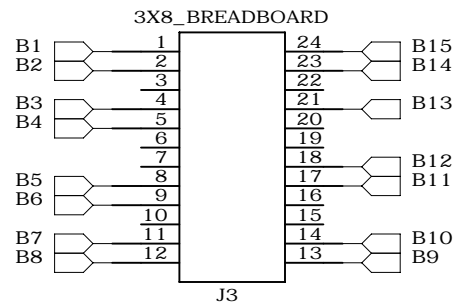 3X8_BREADBOARD
B1 1 24 B15
B2 2 23 B14
3 22
B3 4 21 B13
B4 5 20
6 19
7 18 B12
B5 8 17 B11
B6 9 16
10 15
B7 11 14 B10
B8 12 13 B9
J3